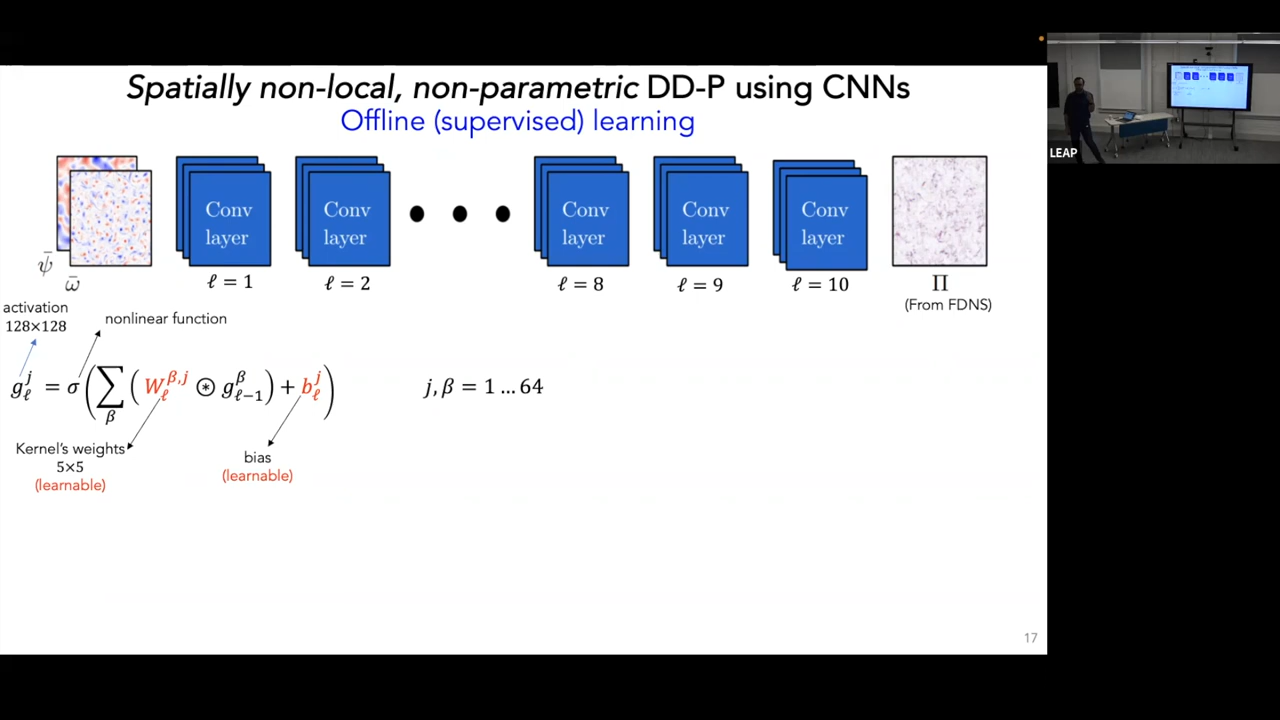 Spatially non-local, non-parametric DD-P using CNNs
Offline (supervised) learning
LEAP
Conv layer
Conv layer
Conv layer
Conv layer
Conv layer
ψ̄
ω̄
ℓ = 1
ℓ = 2
ℓ = 8
ℓ = 9
ℓ = 10
Π
(From FDNS)
activation
128×128
nonlinear function
g_ℓ^j = σ(∑_β (W_ℓ^{β,j} ⊛ g_{ℓ−1}^β) + b_ℓ^j)
j, β = 1 … 64
Kernel's weights
5×5
(learnable)
bias
(learnable)
17